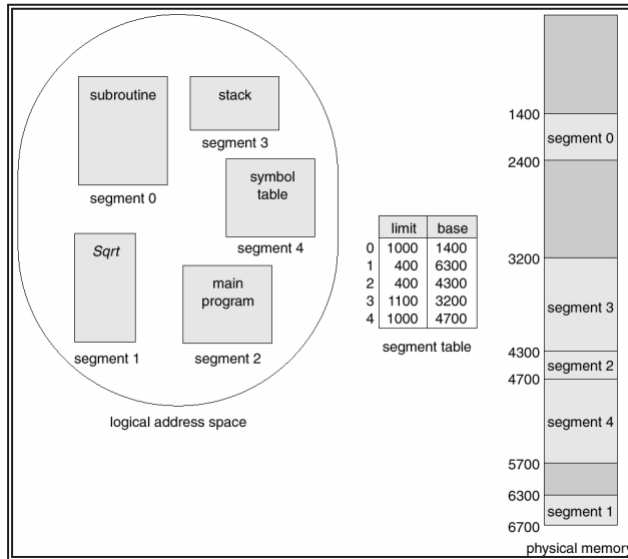 subroutine
stack
segment 3
symbol
table
segment 0
segment 4
Sqrt
main
program
segment 1
segment 2
logical address space
limit base
0 1000 1400
1 400 6300
2 400 4300
3 1100 3200
4 1000 4700
segment table
1400
segment 0
2400
3200
segment 3
4300
segment 2
4700
segment 4
5700
6300
segment 1
6700
physical memory